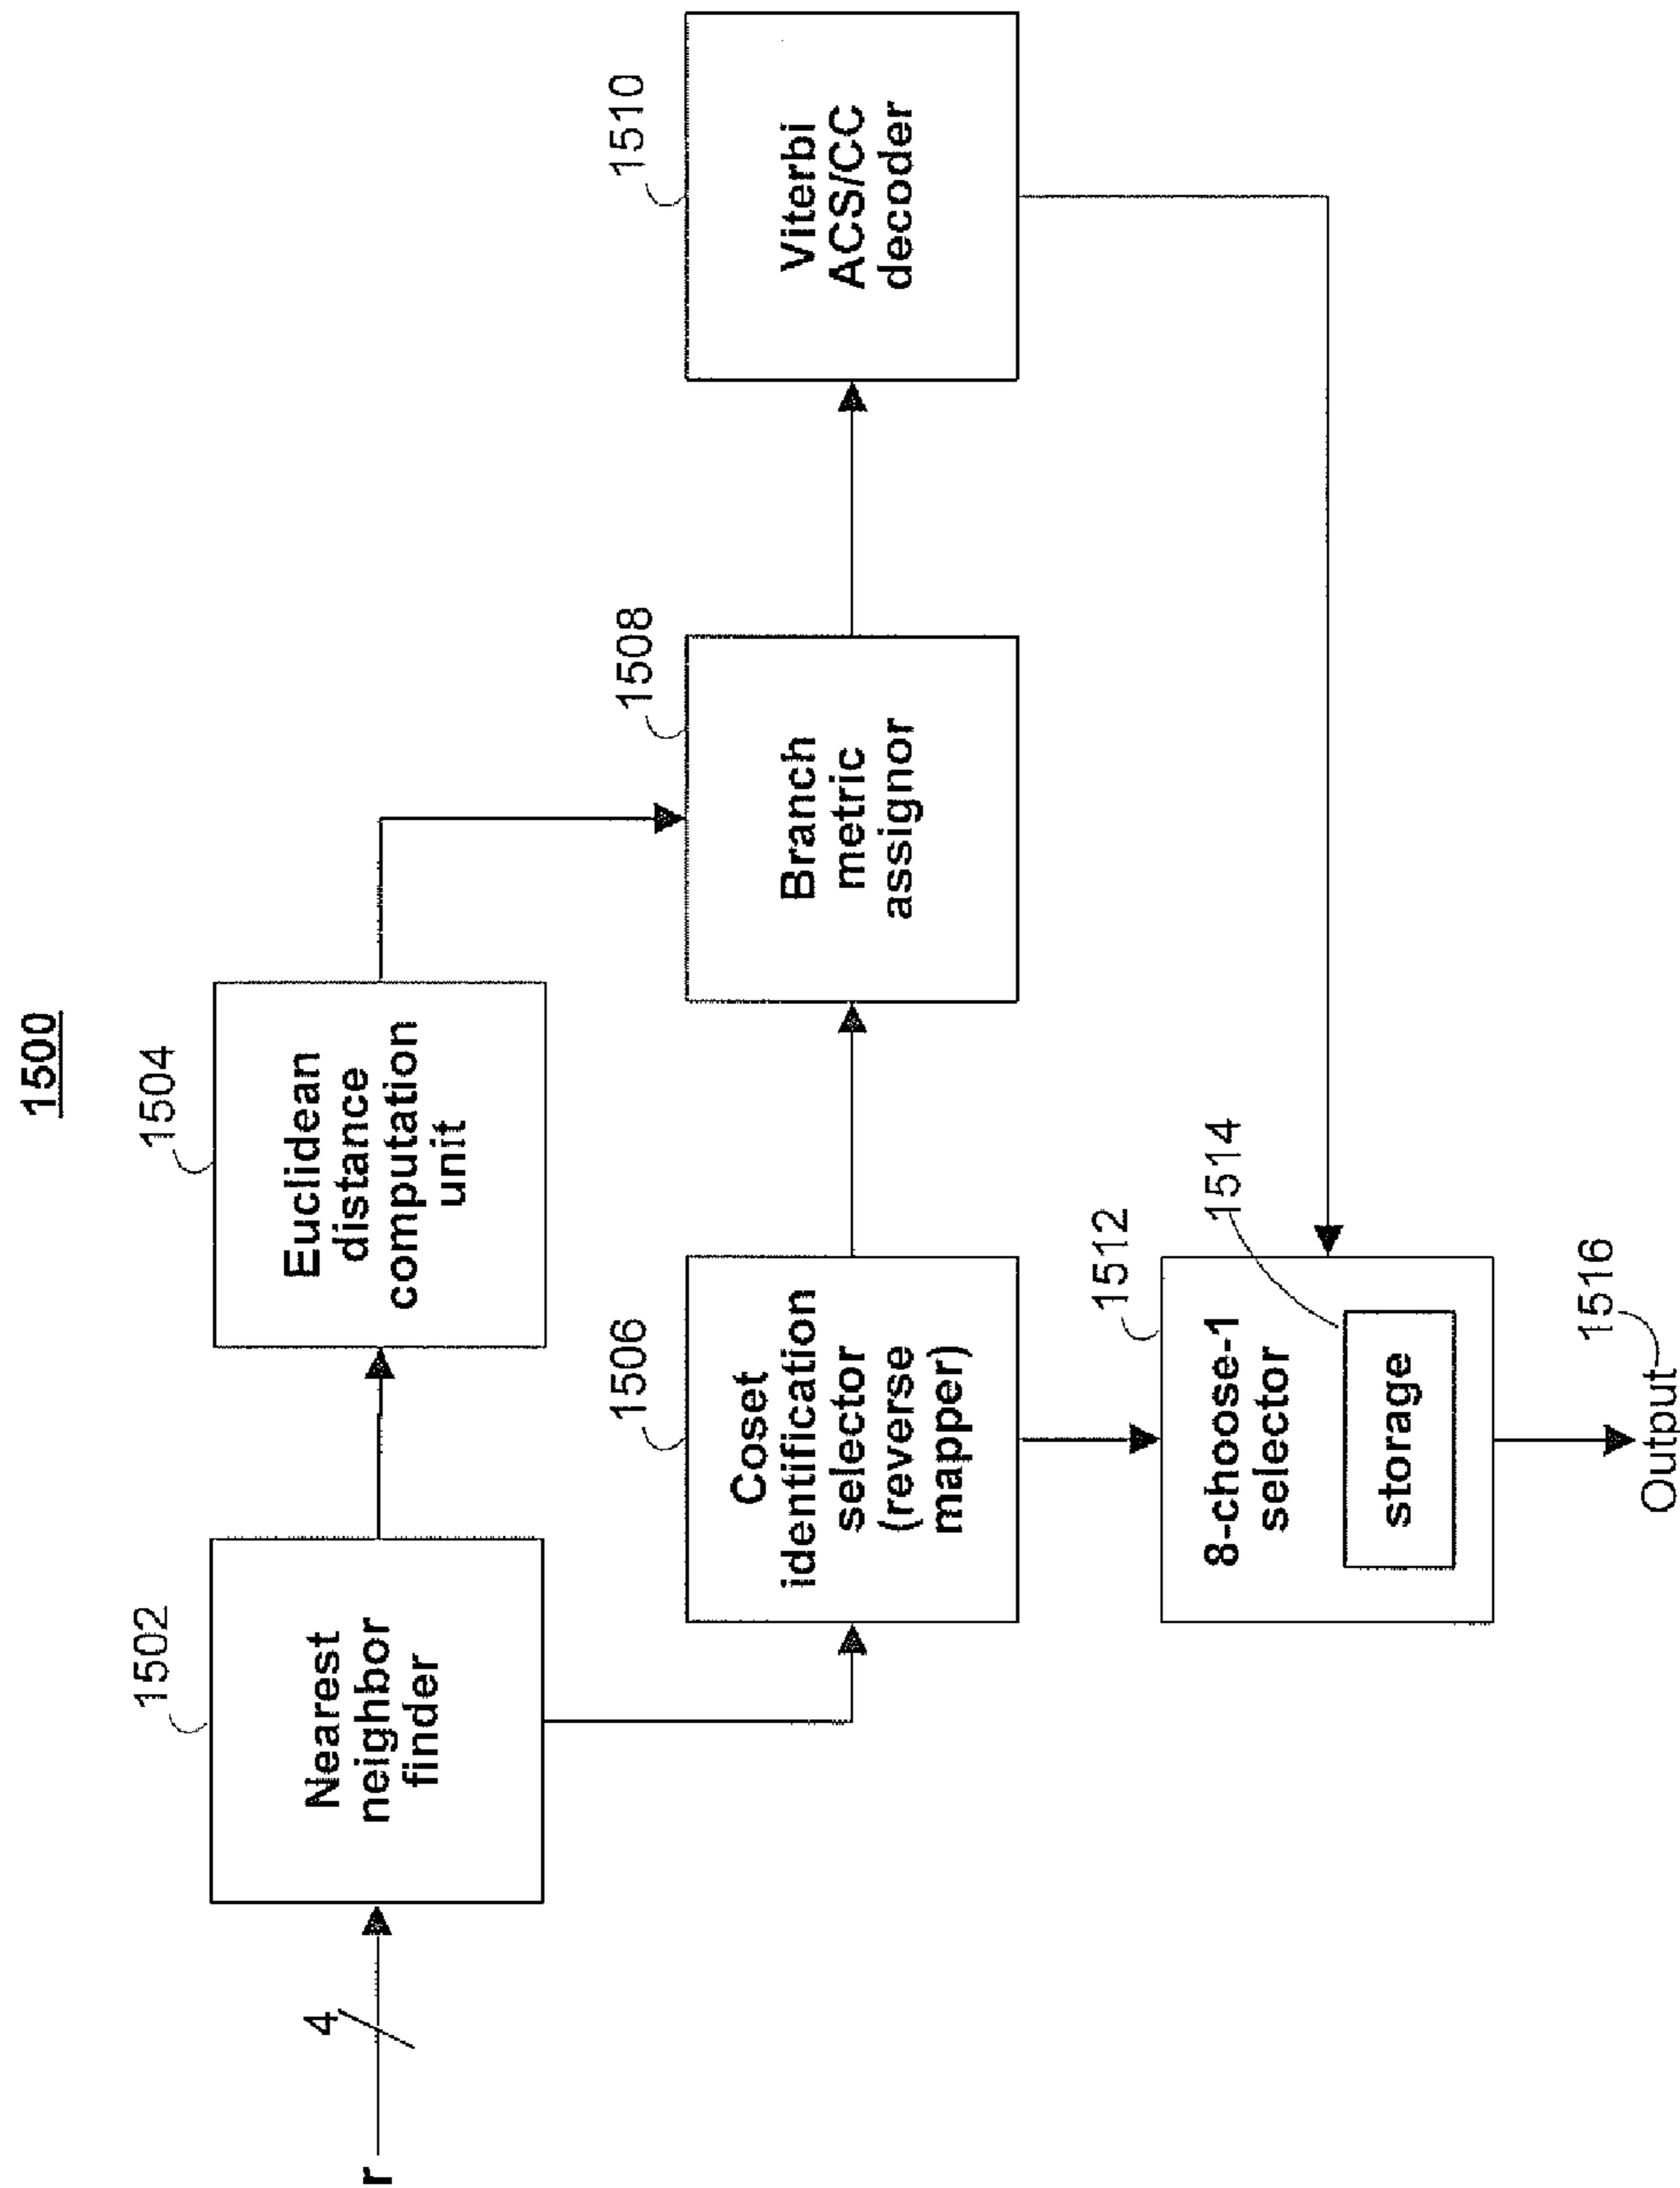 1500
1502
Nearest
neighbor
finder
1504
Euclidean
distance
computation
unit
r
4
1506
Coset
identification
selector
(reverse
mapper)
1508
Branch
metric
assignor
1510
Viterbi
ACS/CC
decoder
1512
8-choose-1
selector
1514
storage
Output
1516